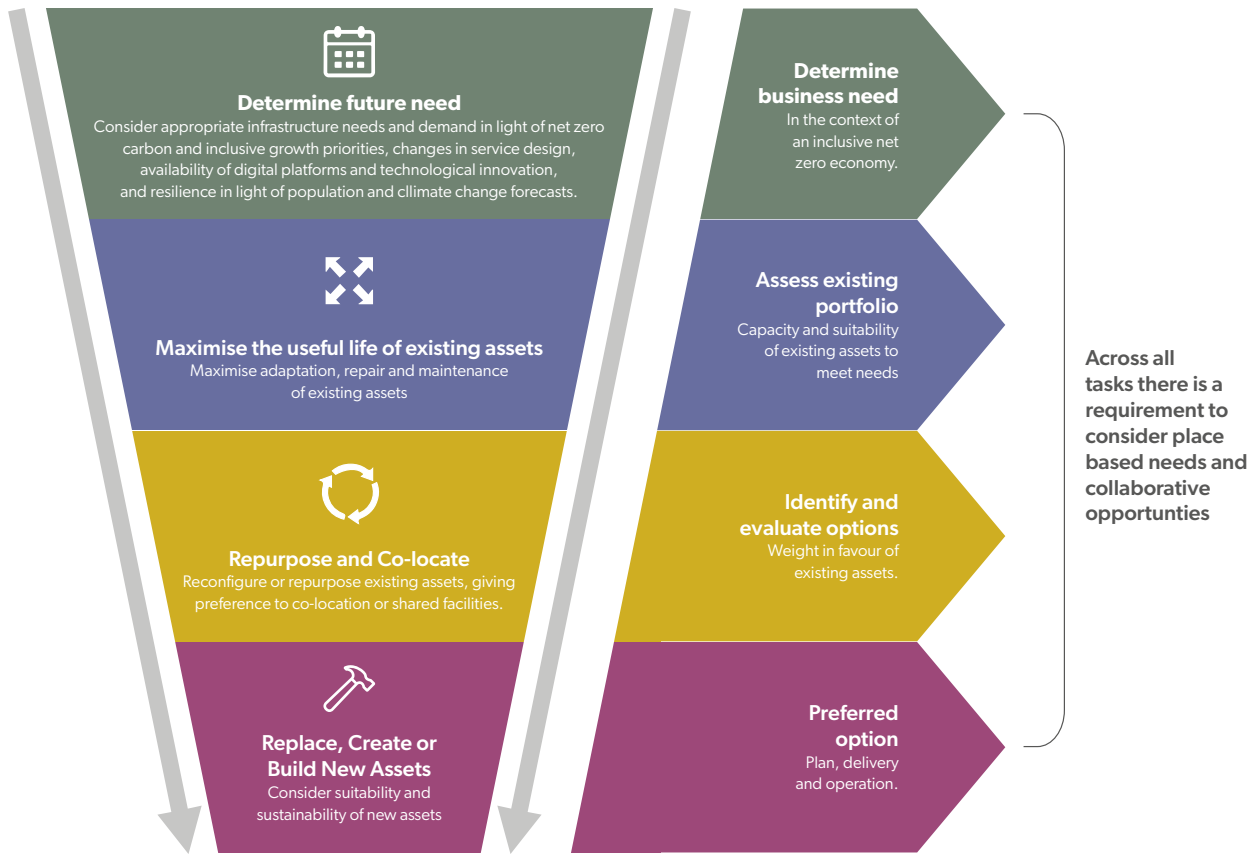 Determine future need
Consider appropriate infrastructure needs and demand in light of net zero
carbon and inclusive growth priorities, changes in service design,
availability of digital platforms and technological innovation,
and resilience in light of population and cllimate change forecasts.
Determine
business need
In the context of
an inclusive net
zero economy.
Maximise the useful life of existing assets
Maximise adaptation, repair and maintenance
of existing assets
Assess existing
portfolio
Capacity and suitability
of existing assets to
meet needs
Repurpose and Co-locate
Reconfigure or repurpose existing assets, giving
preference to co-location or shared facilities.
Identify and
evaluate options
Weight in favour of
existing assets.
Replace, Create or
Build New Assets
Consider suitability and
sustainability of new assets
Preferred
option
Plan, delivery
and operation.
Across all
tasks there is a
requirement to
consider place
based needs and
collaborative
opportunties